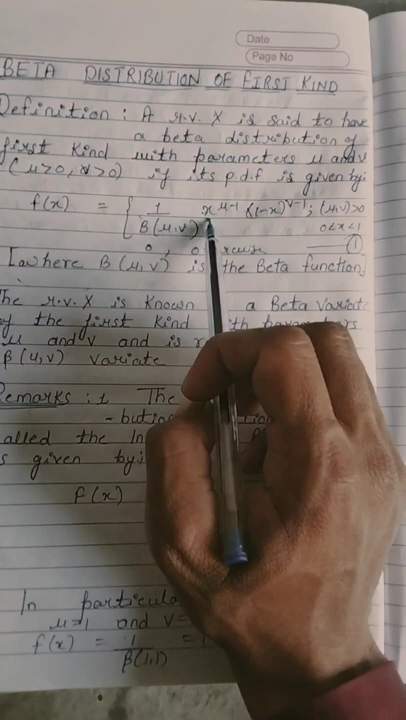 Date
Page No
BETA DISTRIBUTION OF FIRST KIND
Definition : A r.v. X is said to have
a beta distribution of
first Kind with parameters μ and ν
(μ>0, ν>0) if its p.d.f is given by:
f(x) = { 1/B(μ,ν) x^μ-1 (1-x)^ν-1 ; (μ,ν)>0
0<x<1
0, ①
[where B(μ,ν) is the Beta function]
The r.v. X is Known a Beta Variate
of the first Kind
μ and ν and is
β(μ,ν) variate
Remarks : 1. The
called the
is given by:
F(x)
In
μ=1 and ν=
f(x) = 1/β(1,1) =